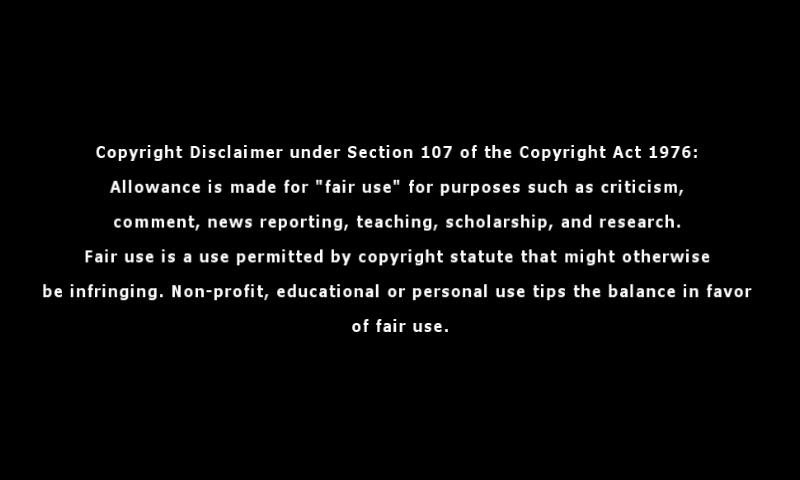 Copyright Disclaimer under Section 107 of the Copyright Act 1976:
Allowance is made for "fair use" for purposes such as criticism,
comment, news reporting, teaching, scholarship, and research.
Fair use is a use permitted by copyright statute that might otherwise
be infringing. Non-profit, educational or personal use tips the balance in favor
of fair use.